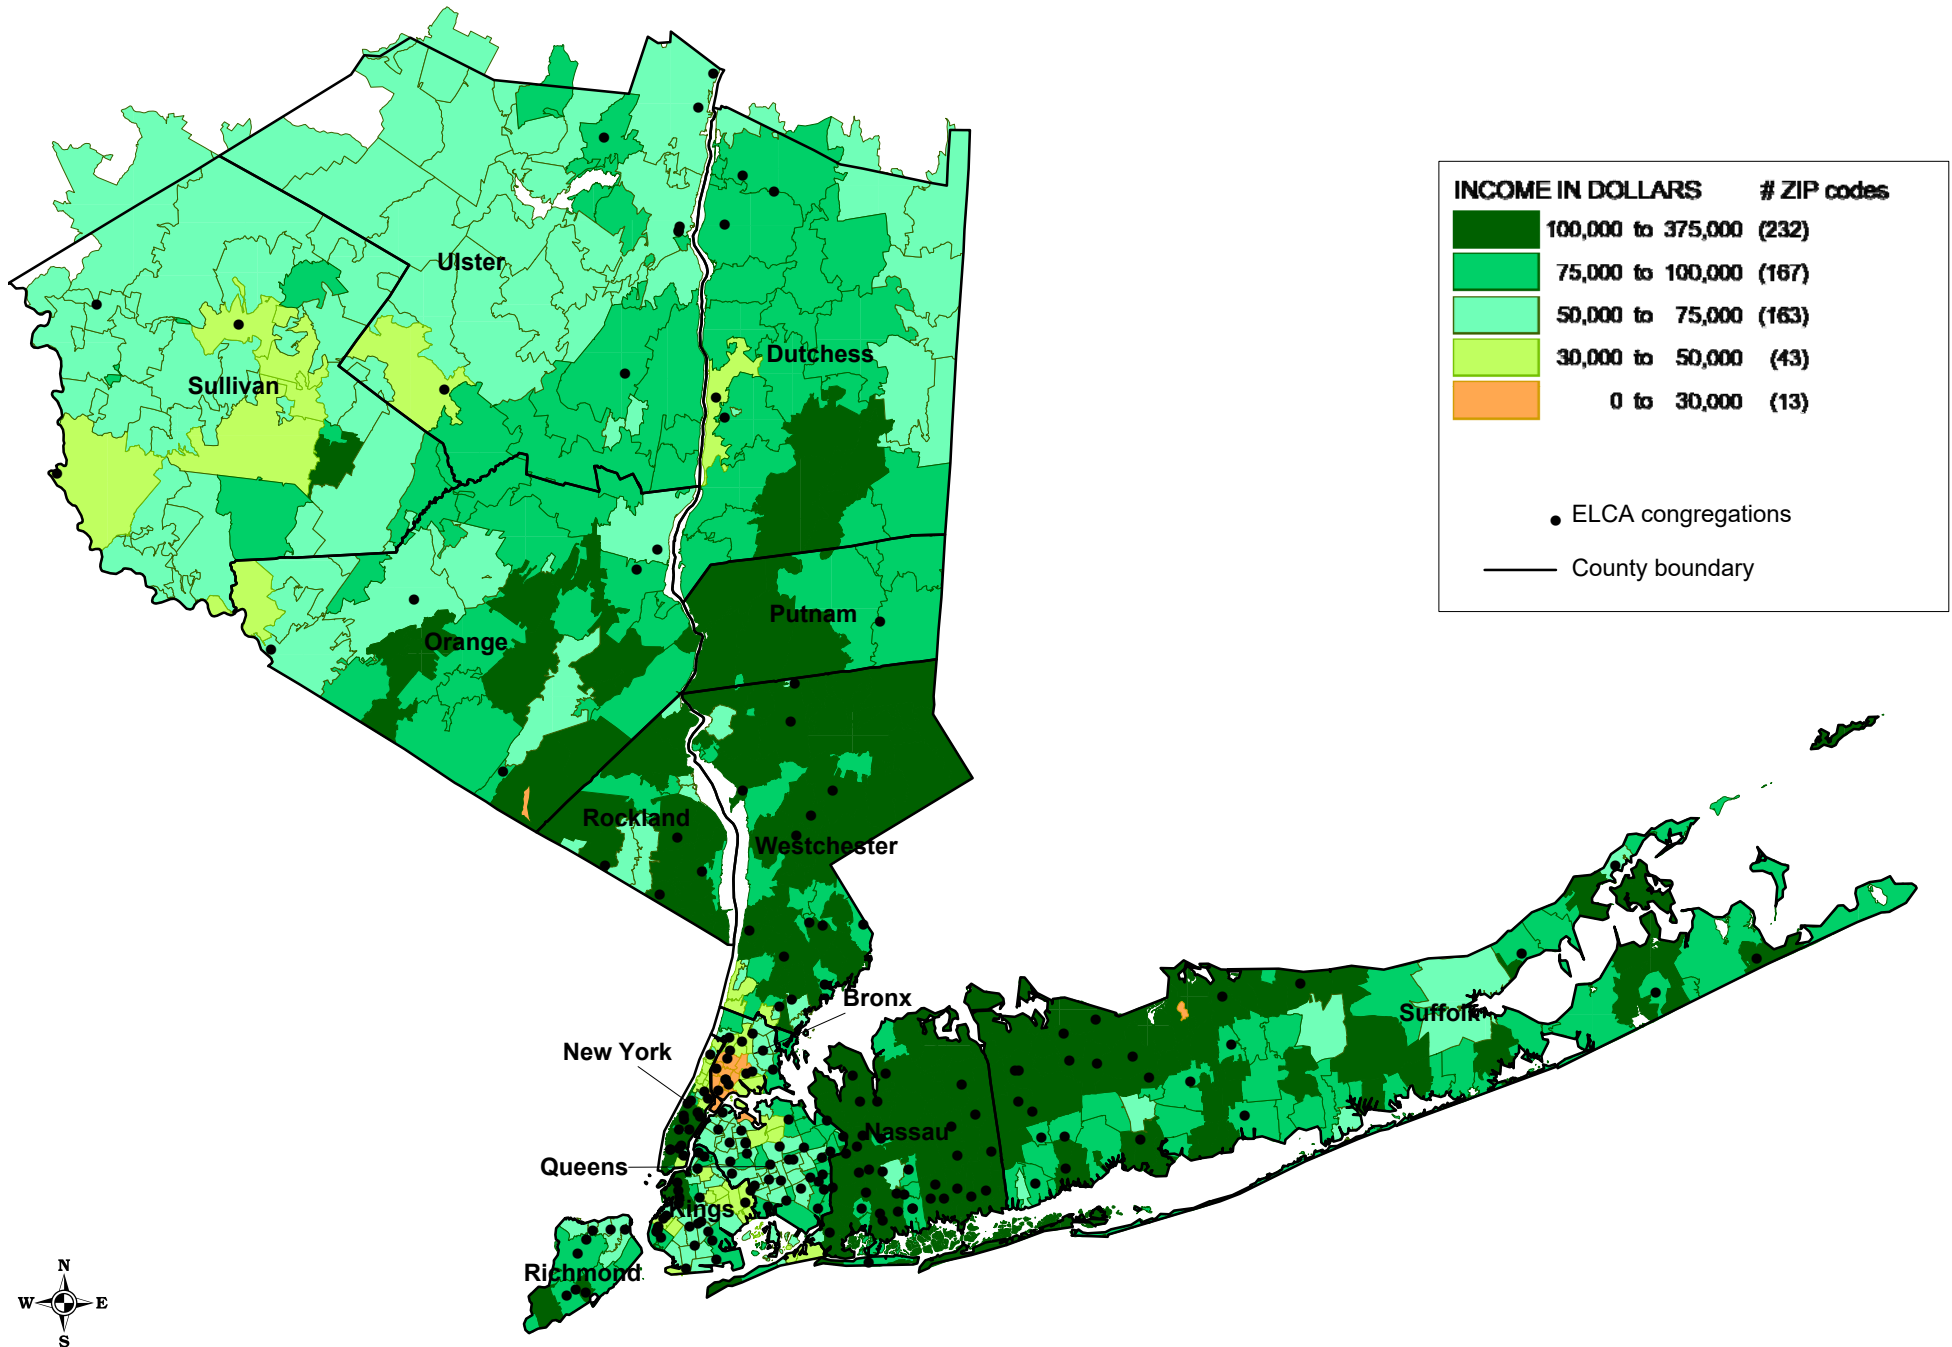 INCOME IN DOLLARS # ZIP codes
100,000 to 375,000 (232)
75,000 to 100,000 (167)
50,000 to 75,000 (163)
30,000 to 50,000 (43)
0 to 30,000 (13)
ELCA congregations
County boundary
Ulster
Dutchess
Sullivan
Putnam
Orange
Rockland
Westchester
Bronx
Suffolk
New York
Nassau
Queens
Kings
Richmond
N
W E
S